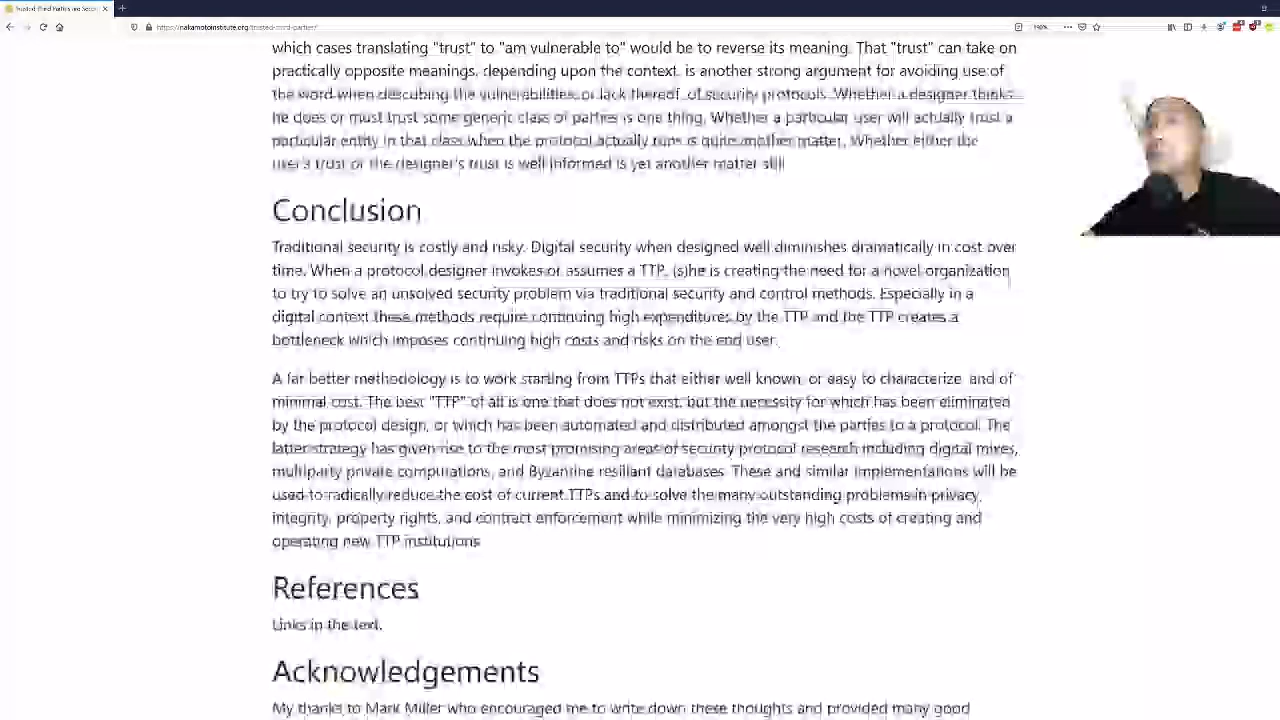 Trusted Third Parties are Securi
https://nakamotoinstitute.org/trusted-third-parties/
190%
which cases translating "trust" to "am vulnerable to" would be to reverse its meaning. That "trust" can take on
practically opposite meanings, depending upon the context, is another strong argument for avoiding use of
the word when describing the vulnerabilities, or lack thereof, of security protocols. Whether a designer thinks
he does or must trust some generic class of parties is one thing. Whether a particular user will actually trust a
particular entity in that class when the protocol actually runs is quite another matter. Whether either the
user's trust or the designer's trust is well informed is yet another matter still.
Conclusion
Traditional security is costly and risky. Digital security when designed well diminishes dramatically in cost over
time. When a protocol designer invokes or assumes a TTP, (s)he is creating the need for a novel organization
to try to solve an unsolved security problem via traditional security and control methods. Especially in a
digital context these methods require continuing high expenditures by the TTP and the TTP creates a
bottleneck which imposes continuing high costs and risks on the end user.
A far better methodology is to work starting from TTPs that either well known, or easy to characterize, and of
minimal cost. The best "TTP" of all is one that does not exist, but the necessity for which has been eliminated
by the protocol design, or which has been automated and distributed amongst the parties to a protocol. The
latter strategy has given rise to the most promising areas of security protocol research including digital mixes,
multiparty private computations, and Byzantine resiliant databases. These and similar implementations will be
used to radically reduce the cost of current TTPs and to solve the many outstanding problems in privacy,
integrity, property rights, and contract enforcement while minimizing the very high costs of creating and
operating new TTP institutions.
References
Links in the text.
Acknowledgements
My thanks to Mark Miller who encouraged me to write down these thoughts and provided many good